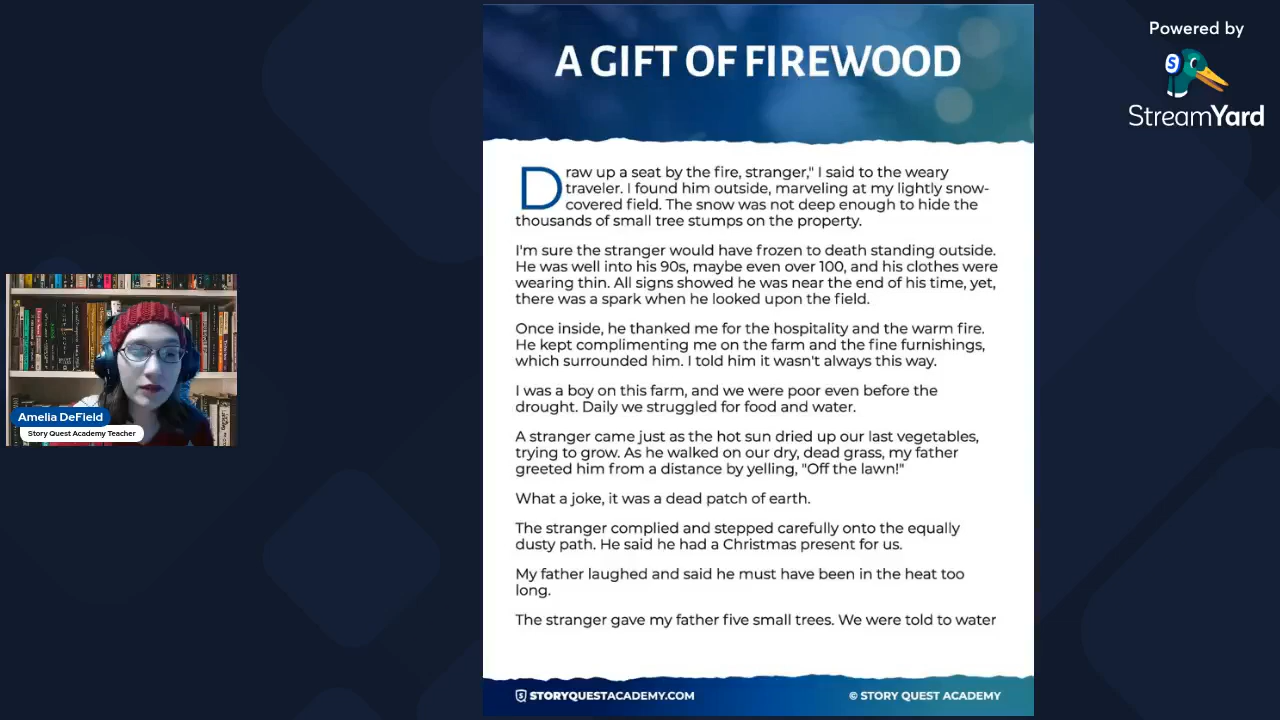 A GIFT OF FIREWOOD
Draw up a seat by the fire, stranger," I said to the weary
traveler. I found him outside, marveling at my lightly snow-
covered field. The snow was not deep enough to hide the
thousands of small tree stumps on the property.
I'm sure the stranger would have frozen to death standing outside.
He was well into his 90s, maybe even over 100, and his clothes were
wearing thin. All signs showed he was near the end of his time, yet,
there was a spark when he looked upon the field.
Once inside, he thanked me for the hospitality and the warm fire.
He kept complimenting me on the farm and the fine furnishings,
which surrounded him. I told him it wasn't always this way.
I was a boy on this farm, and we were poor even before the
drought. Daily we struggled for food and water.
A stranger came just as the hot sun dried up our last vegetables,
trying to grow. As he walked on our dry, dead grass, my father
greeted him from a distance by yelling, "Off the lawn!"
What a joke, it was a dead patch of earth.
The stranger complied and stepped carefully onto the equally
dusty path. He said he had a Christmas present for us.
My father laughed and said he must have been in the heat too
long.
The stranger gave my father five small trees. We were told to water
STORYQUESTACADEMY.COM
© STORY QUEST ACADEMY
Amelia DeField
Story Quest Academy Teacher
Powered by
S
StreamYard